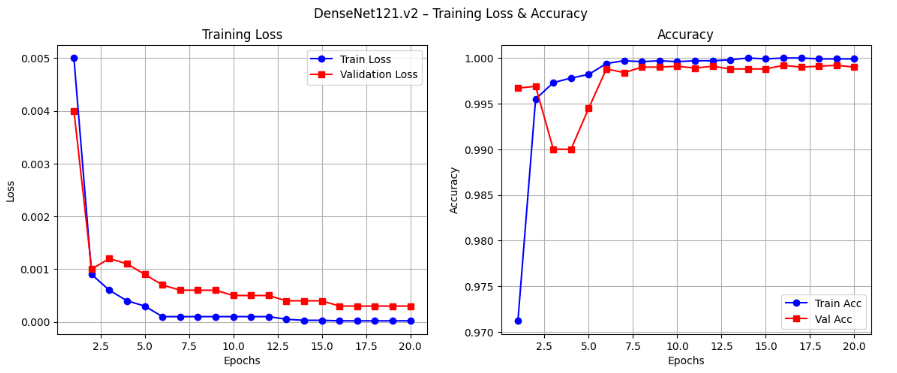 DenseNet121.v2 – Training Loss & Accuracy
Training Loss
Train Loss
Validation Loss
0.005
0.004
0.003
0.002
0.001
0.000
Loss
2.5 5.0 7.5 10.0 12.5 15.0 17.5 20.0
Epochs
Accuracy
1.000
0.995
0.990
0.985
0.980
0.975
0.970
Accuracy
Train Acc
Val Acc
2.5 5.0 7.5 10.0 12.5 15.0 17.5 20.0
Epochs